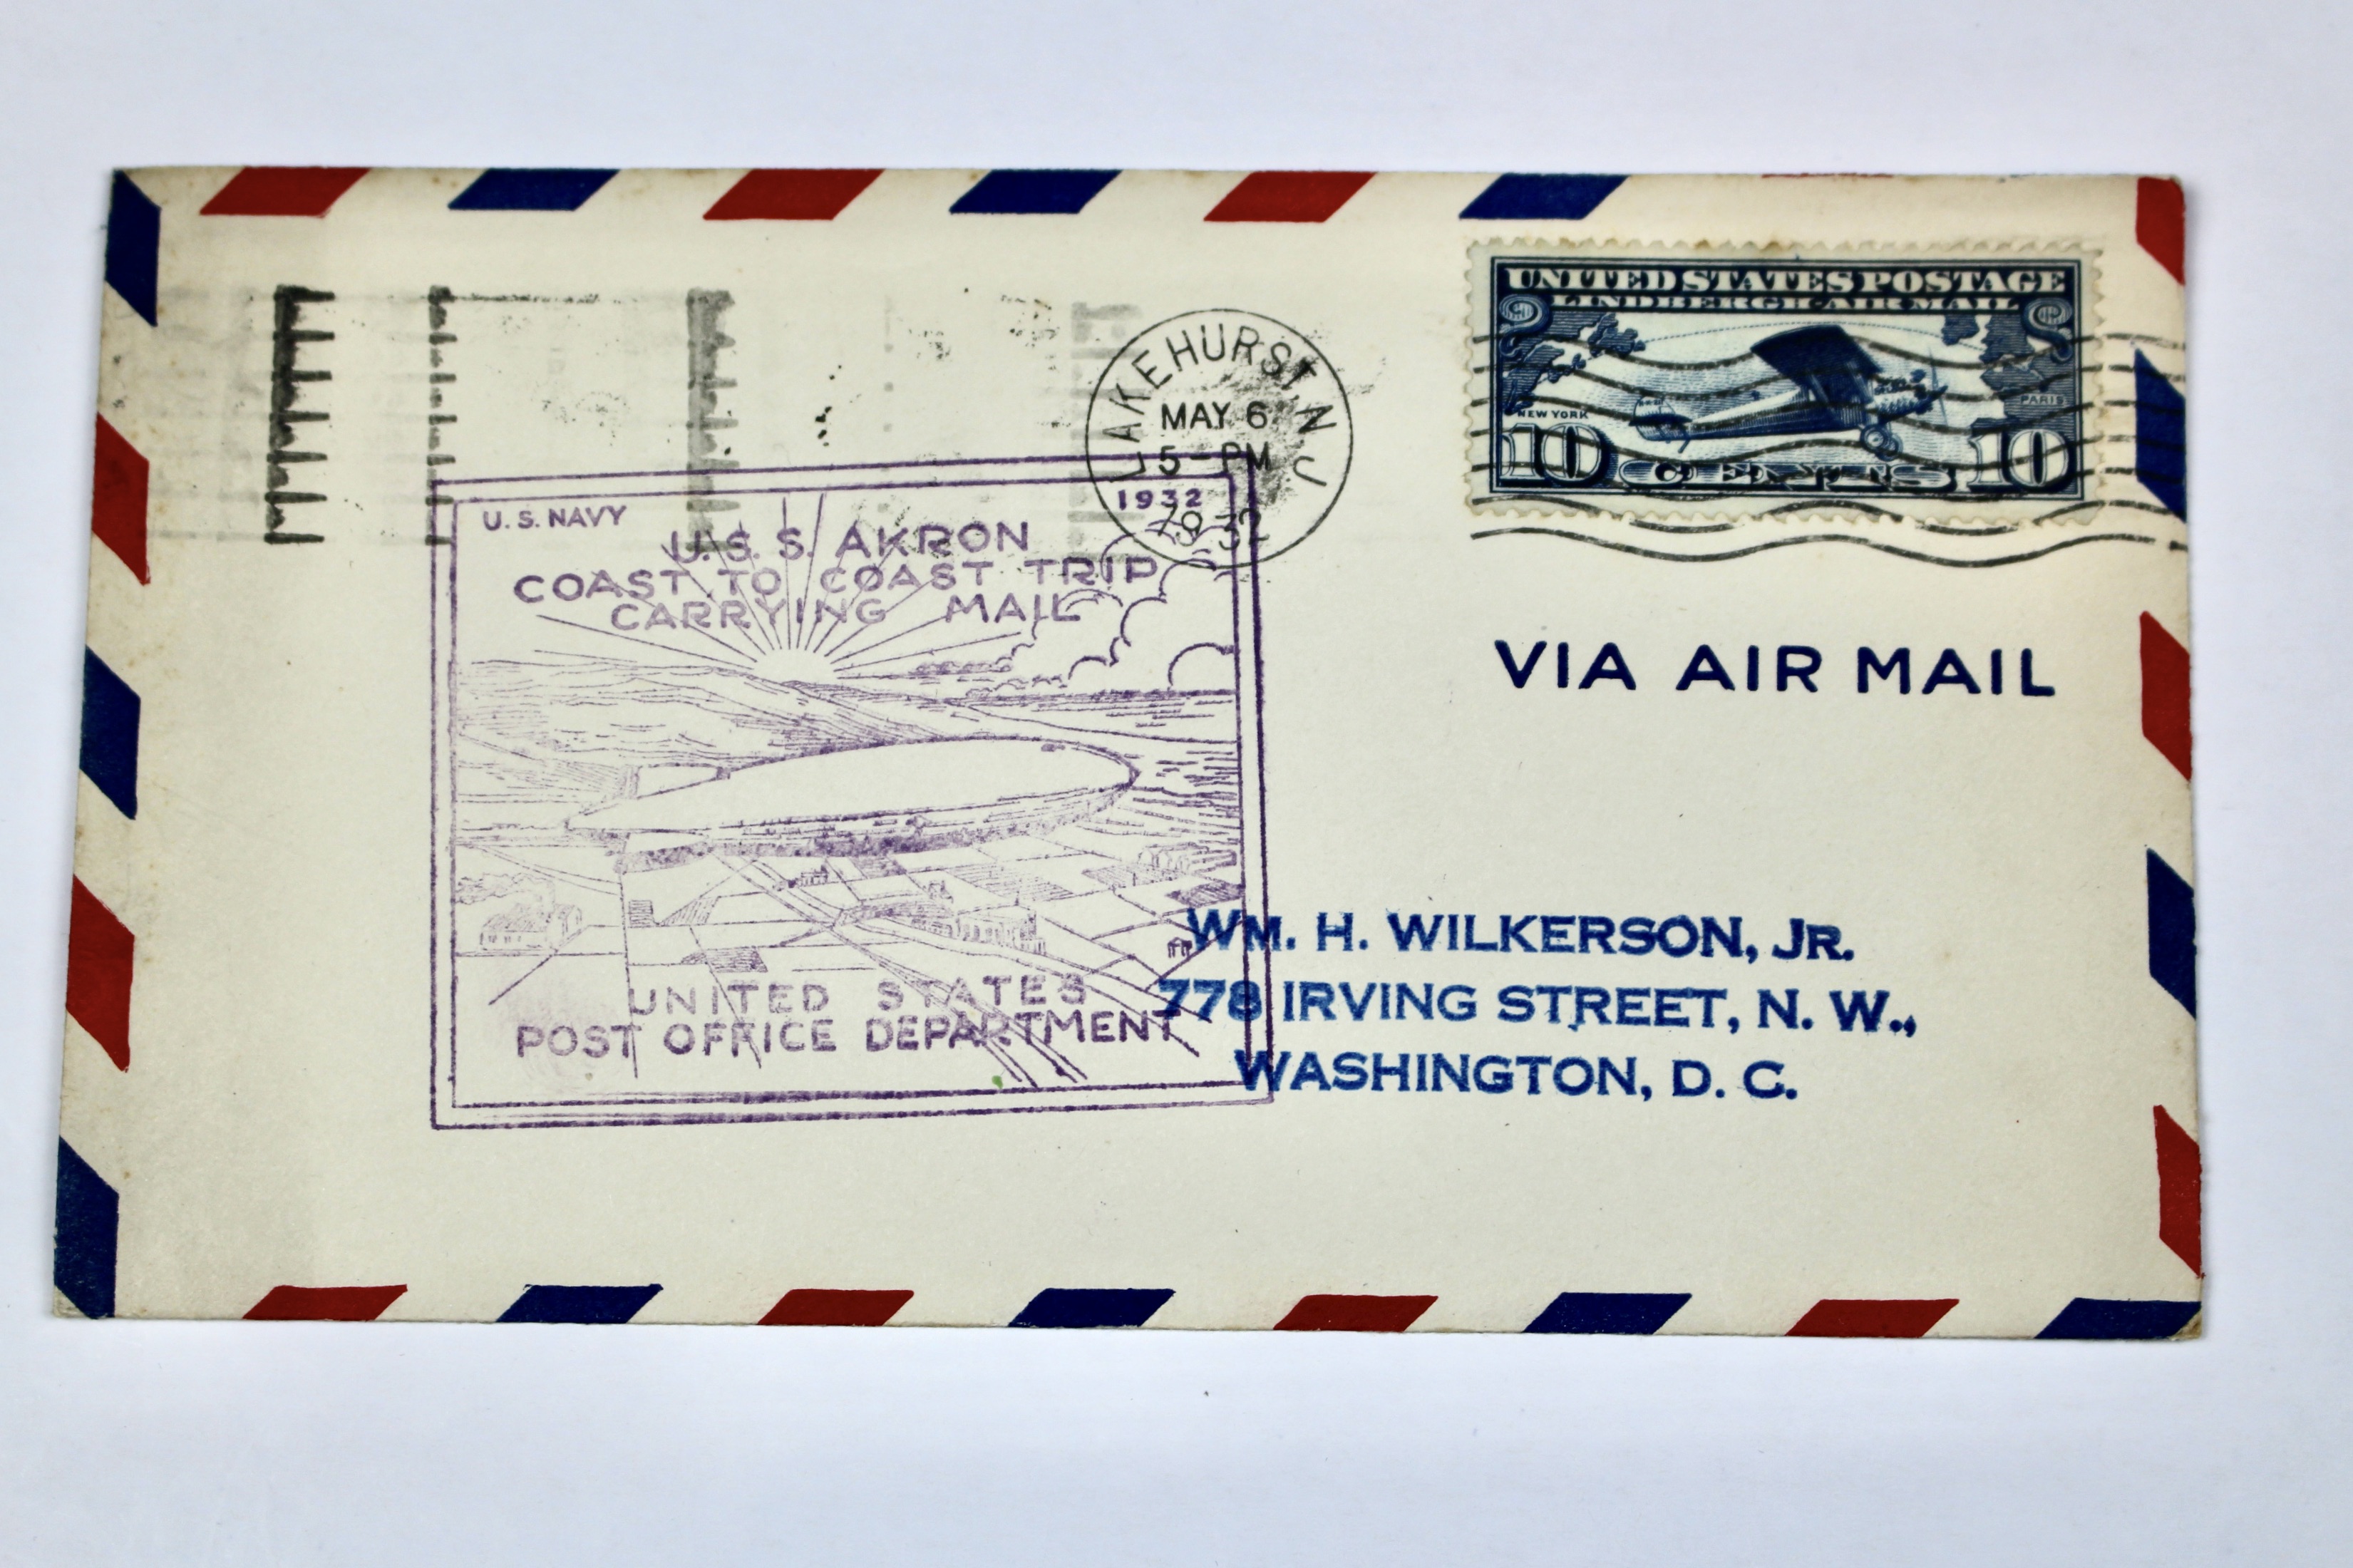 UNITED STATES POSTAGE
LINDBERGH AIR MAIL
NEW YORK
PARIS
10 CENTS 10
LAKEHURST N J
MAY 6
5-PM
1932
U. S. NAVY
1932
U. S. S. AKRON
COAST TO COAST TRIP
CARRYING MAIL
UNITED STATES
POST OFFICE DEPARTMENT
VIA AIR MAIL
WM. H. WILKERSON, JR.
778 IRVING STREET, N. W.,
WASHINGTON, D. C.